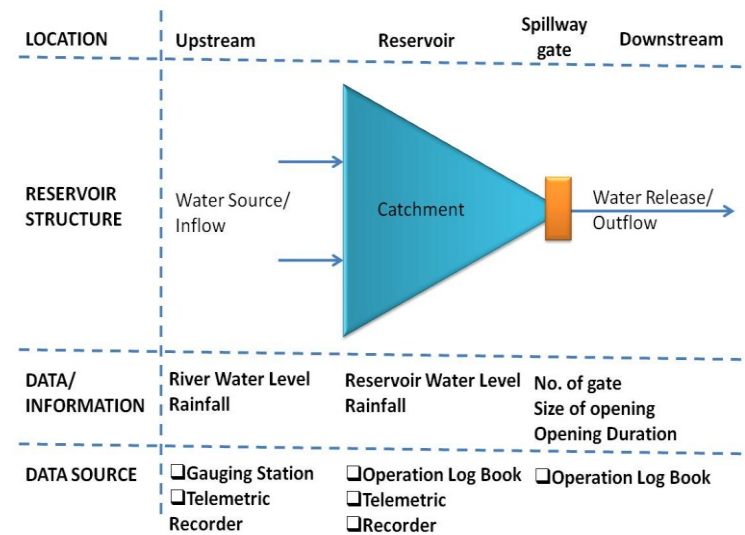 LOCATION
Upstream
Reservoir
Spillway
gate
Downstream
RESERVOIR
STRUCTURE
Water Source/
Inflow
Catchment
Water Release/
Outflow
DATA/
INFORMATION
River Water Level
Rainfall
Reservoir Water Level
Rainfall
No. of gate
Size of opening
Opening Duration
DATA SOURCE
❑Gauging Station
❑Telemetric
Recorder
❑Operation Log Book
❑Telemetric
❑Recorder
❑Operation Log Book